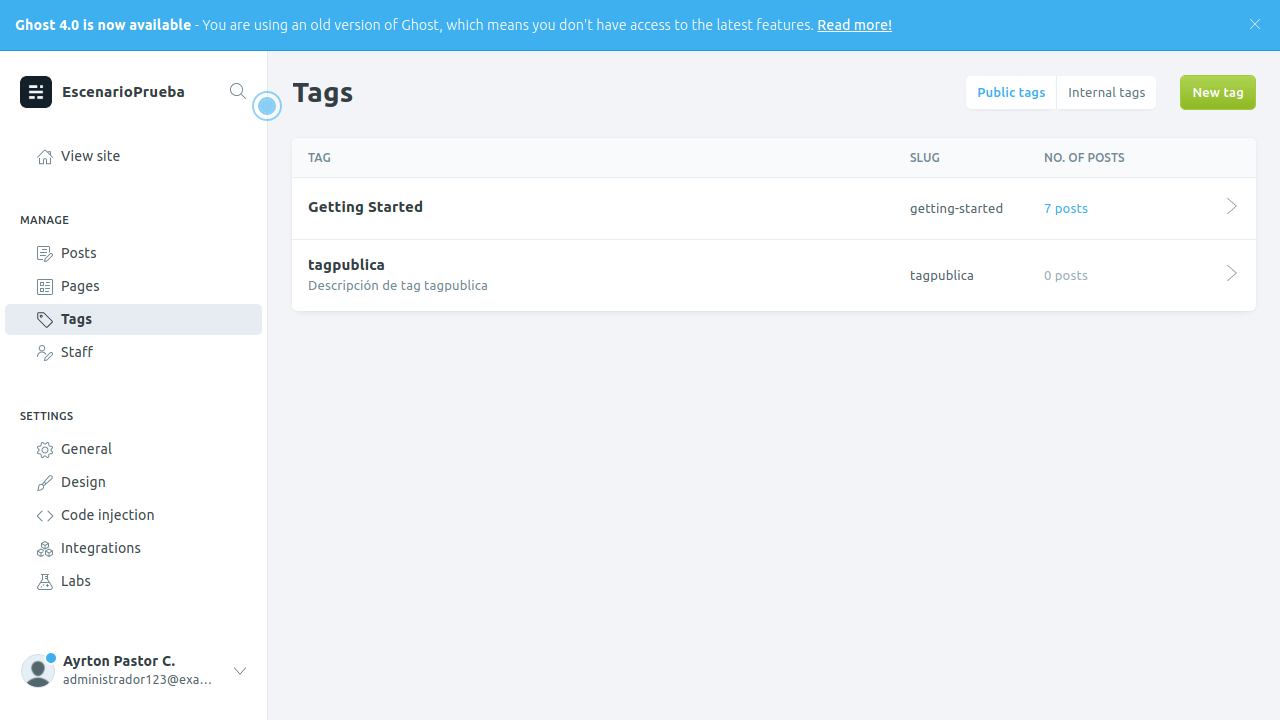 Ghost 4.0 is now available - You are using an old version of Ghost, which means you don't have access to the latest features. Read more!
EscenarioPrueba
View site
MANAGE
Posts
Pages
Tags
Staff
SETTINGS
General
Design
Code injection
Integrations
Labs
Ayrton Pastor C.
administrador123@exa...
Tags
Public tags Internal tags New tag
TAG SLUG NO. OF POSTS
Getting Started getting-started 7 posts
tagpublica tagpublica 0 posts
Descripción de tag tagpublica